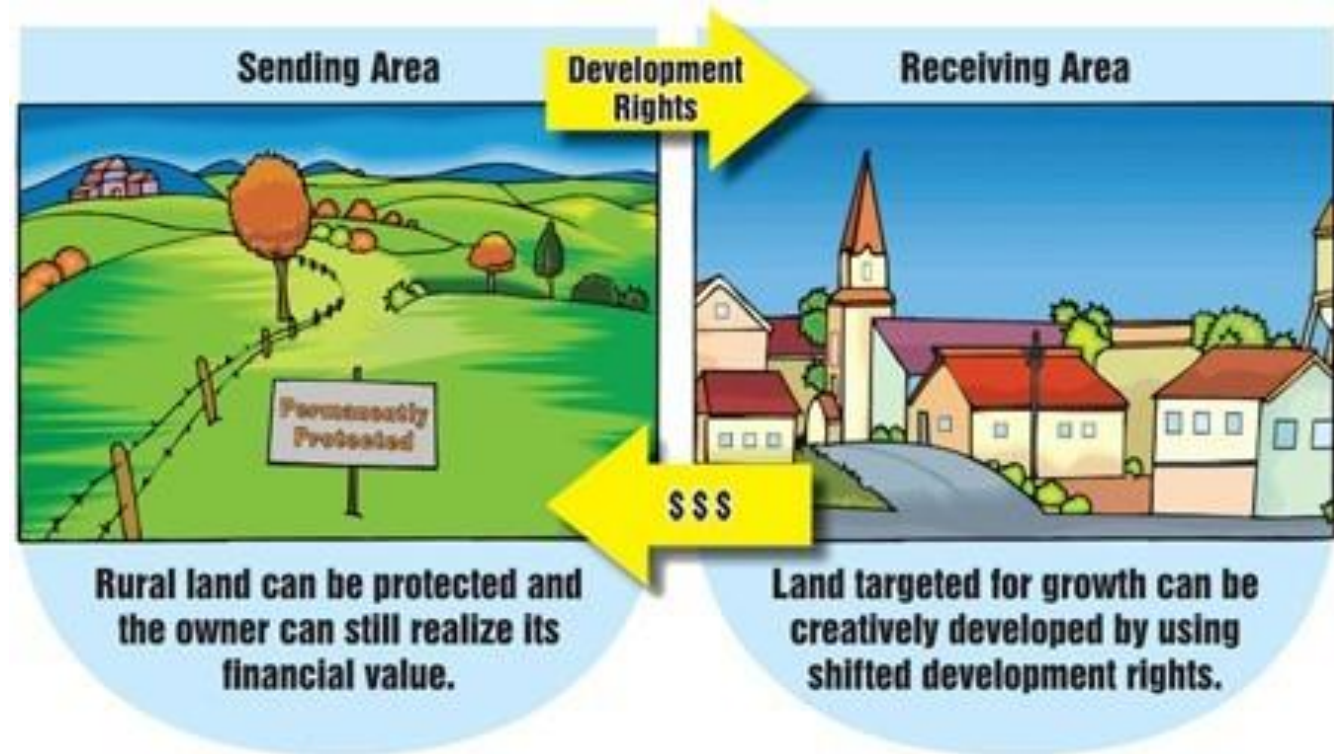 Sending Area
Development
Rights
Receiving Area
Permanently
Protected
$$$
Rural land can be protected and
the owner can still realize its
financial value.
Land targeted for growth can be
creatively developed by using
shifted development rights.